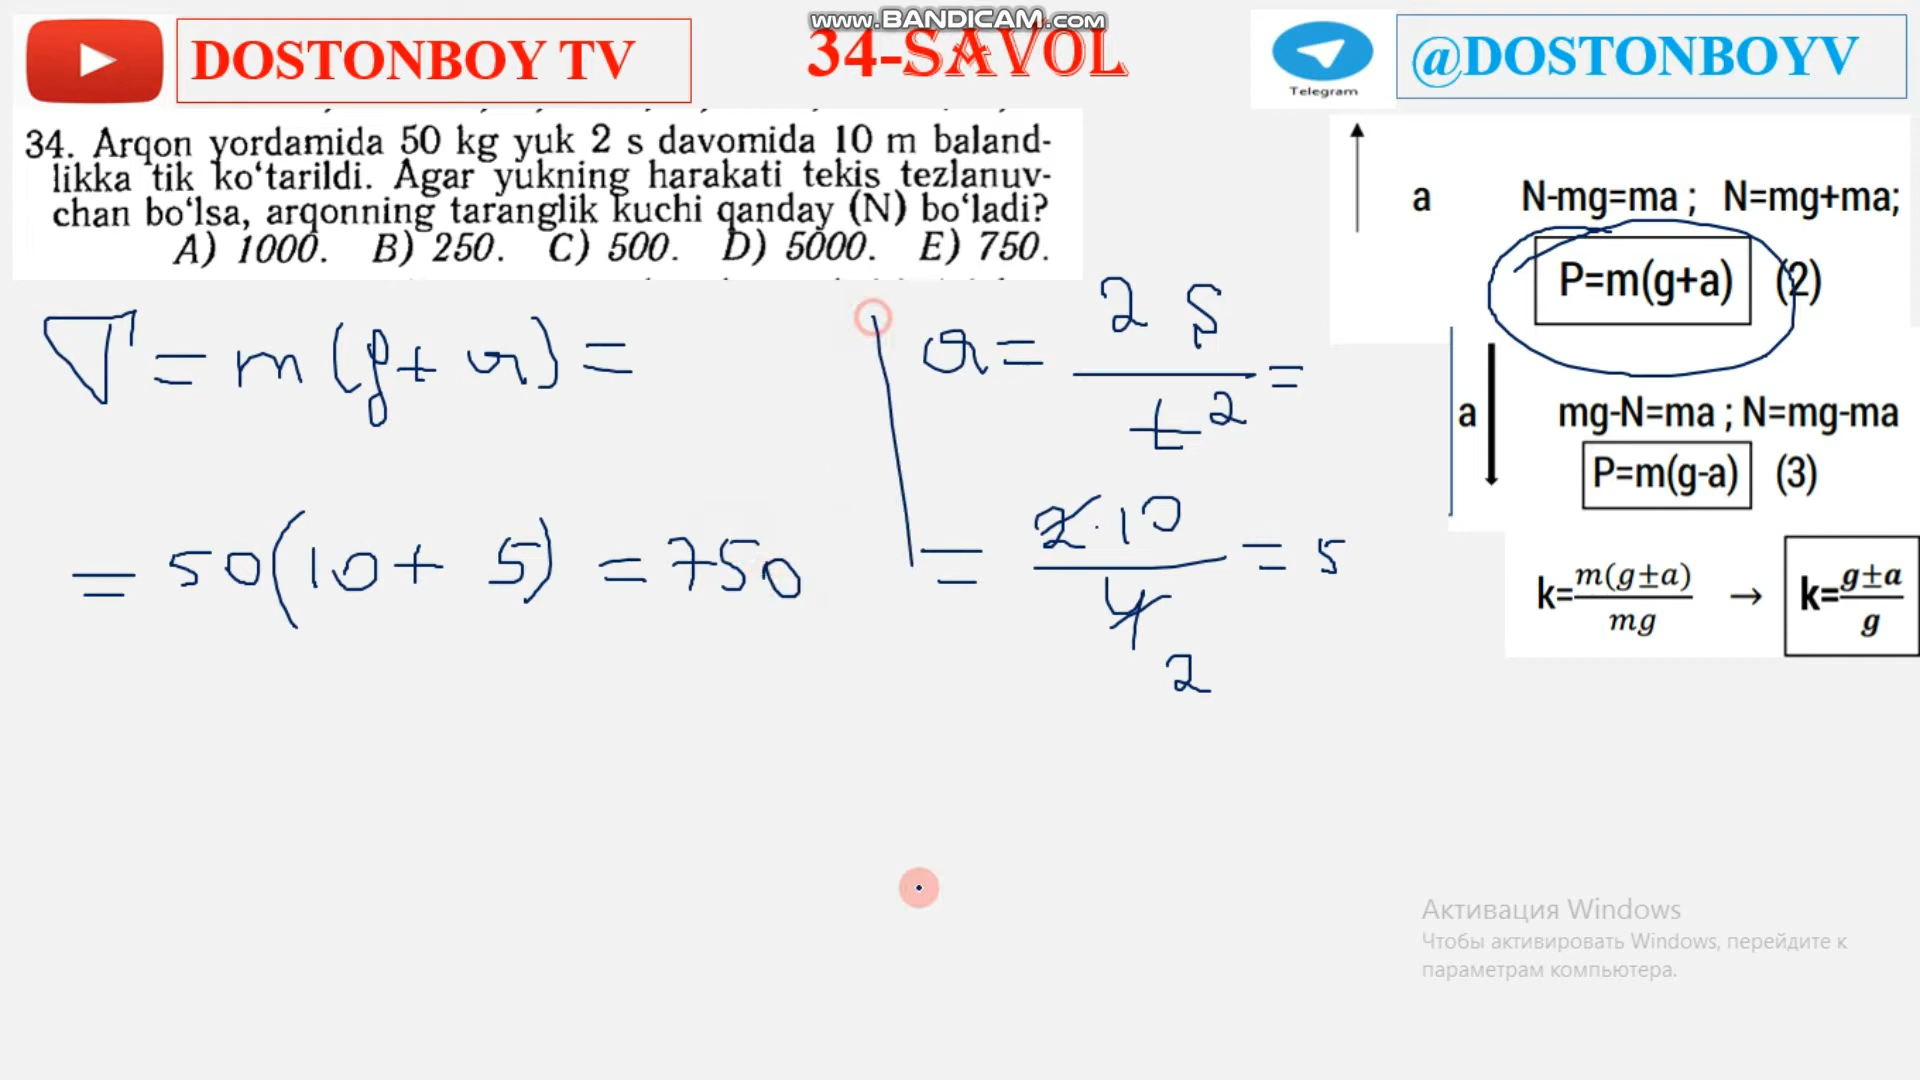 www.BANDICAM.com
DOSTONBOY TV
34-SAVOL
Telegram
@DOSTONBOYV
34. Arqon yordamida 50 kg yuk 2 s davomida 10 m baland-
likka tik ko‘tarildi. Agar yukning harakati tekis tezlanuv-
chan bo‘lsa, arqonning taranglik kuchi qanday (N) bo‘ladi?
A) 1000. B) 250. C) 500. D) 5000. E) 750.
a N-mg=ma ; N=mg+ma;
P=m(g+a) (2)
a mg-N=ma ; N=mg-ma
P=m(g-a) (3)
k=m(g±a)/mg → k=g±a/g
= m (g + a) =
= 50 (10 + 5) = 750
a = 2 S / t² =
= 2·10 / 4 = 5
2
Активация Windows
Чтобы активировать Windows, перейдите к
параметрам компьютера.